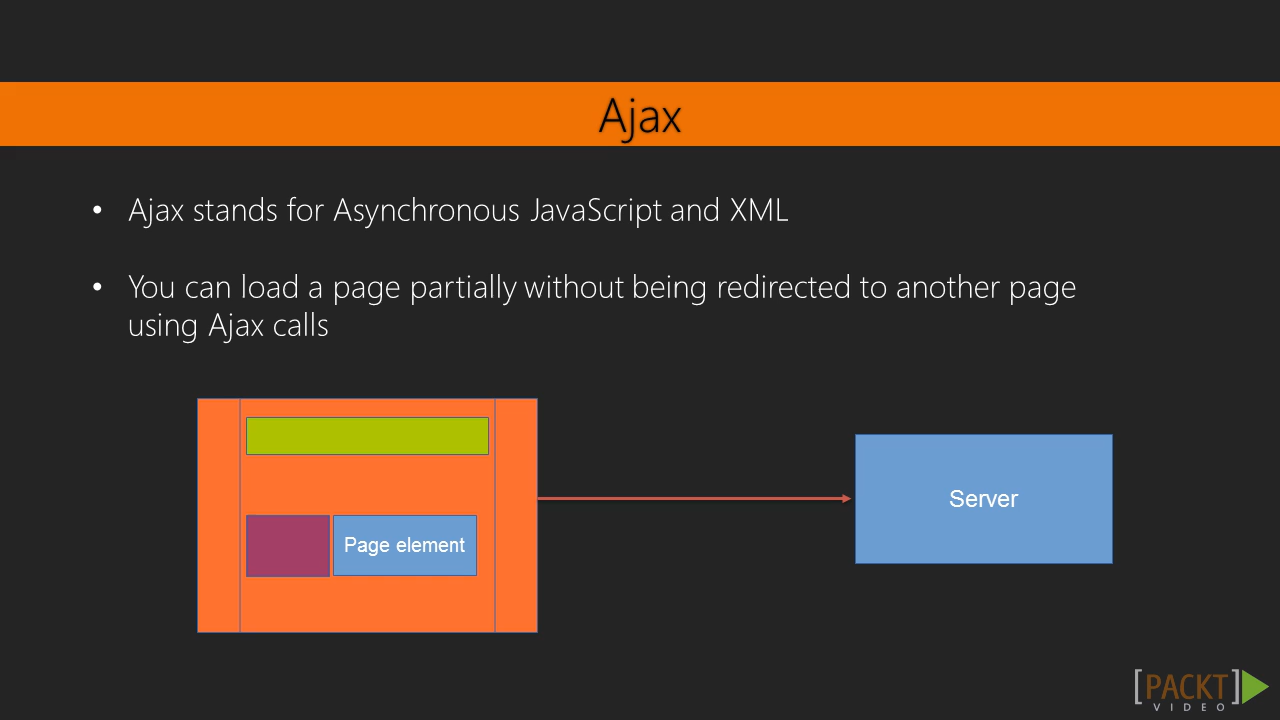 Ajax
• Ajax stands for Asynchronous JavaScript and XML
• You can load a page partially without being redirected to another page
using Ajax calls
Page element
Server
[PACKT]
VIDEO